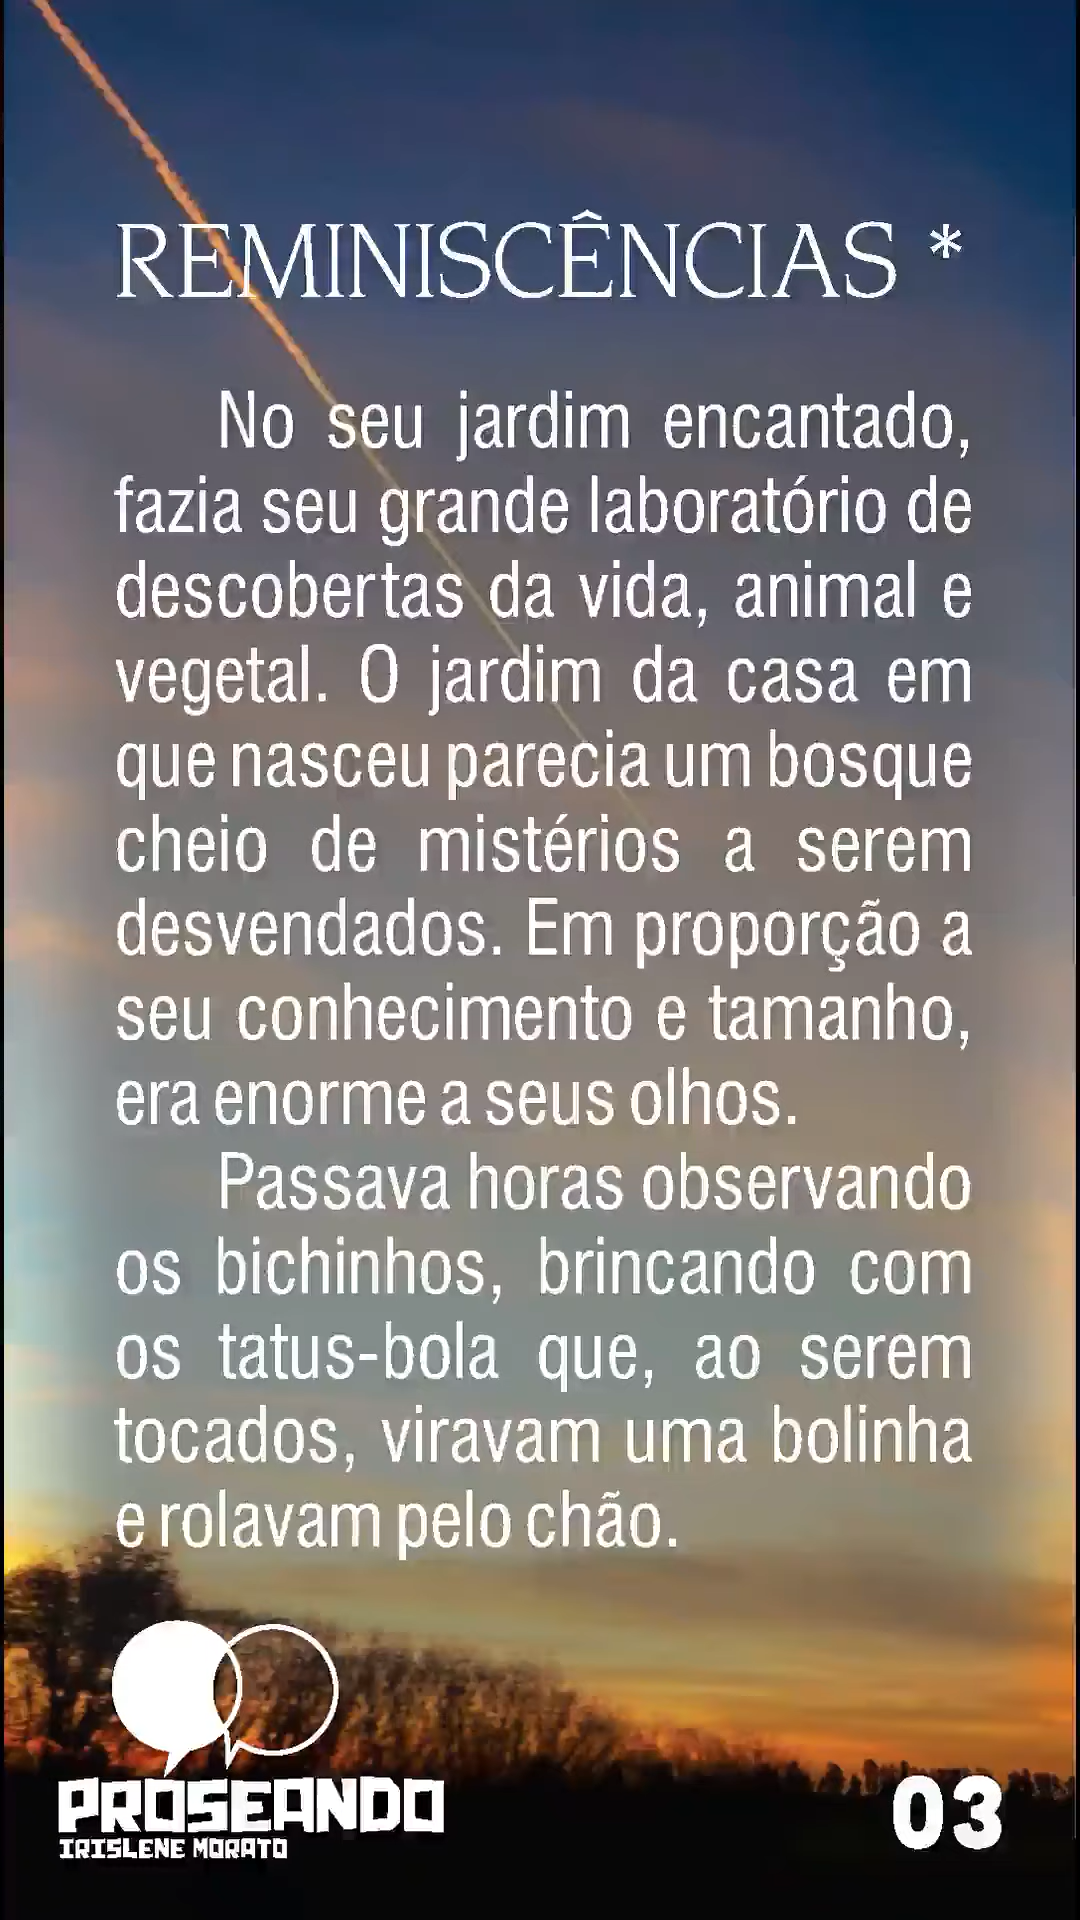 REMINISCÊNCIAS *
No seu jardim encantado,
fazia seu grande laboratório de
descobertas da vida, animal e
vegetal. O jardim da casa em
que nasceu parecia um bosque
cheio de mistérios a serem
desvendados. Em proporção a
seu conhecimento e tamanho,
era enorme a seus olhos.
Passava horas observando
os bichinhos, brincando com
os tatus-bola que, ao serem
tocados, viravam uma bolinha
e rolavam pelo chão.
PROSEANDO
IRISLENE MORATO
03